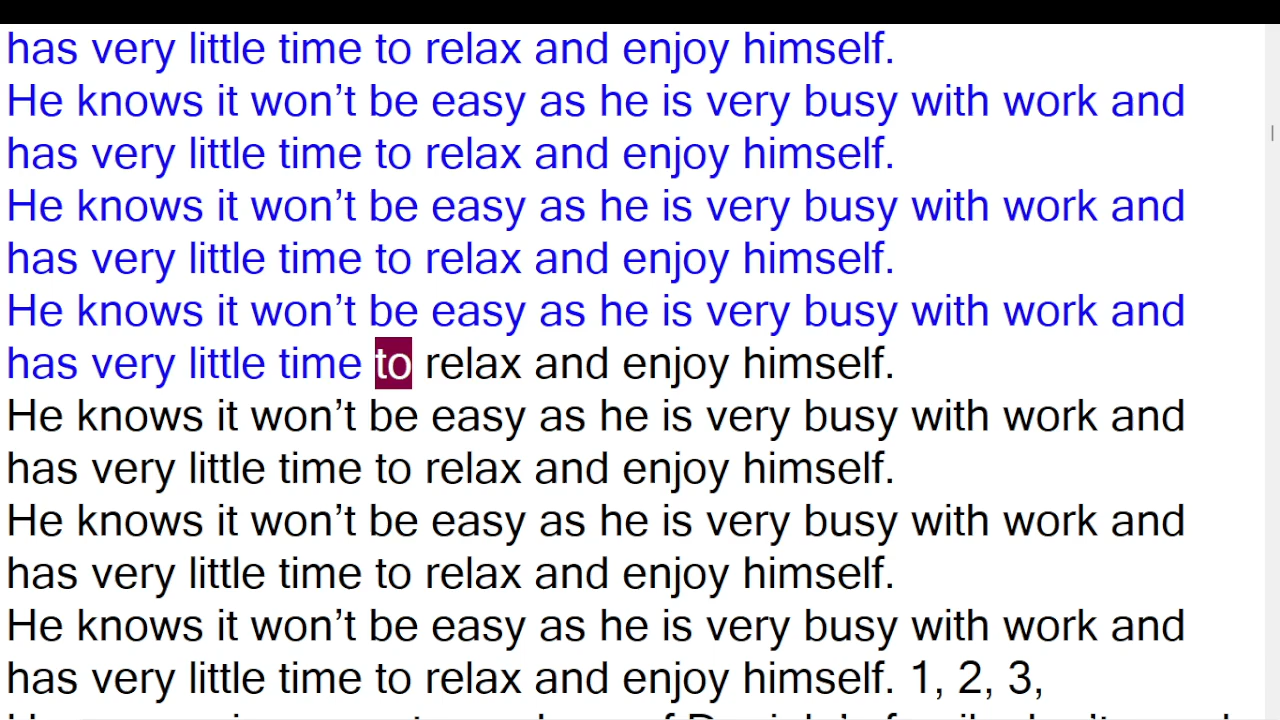 has very little time to relax and enjoy himself.
He knows it won’t be easy as he is very busy with work and
has very little time to relax and enjoy himself.
He knows it won’t be easy as he is very busy with work and
has very little time to relax and enjoy himself.
He knows it won’t be easy as he is very busy with work and
has very little time to relax and enjoy himself.
He knows it won’t be easy as he is very busy with work and
has very little time to relax and enjoy himself.
He knows it won’t be easy as he is very busy with work and
has very little time to relax and enjoy himself.
He knows it won’t be easy as he is very busy with work and
has very little time to relax and enjoy himself. 1, 2, 3,